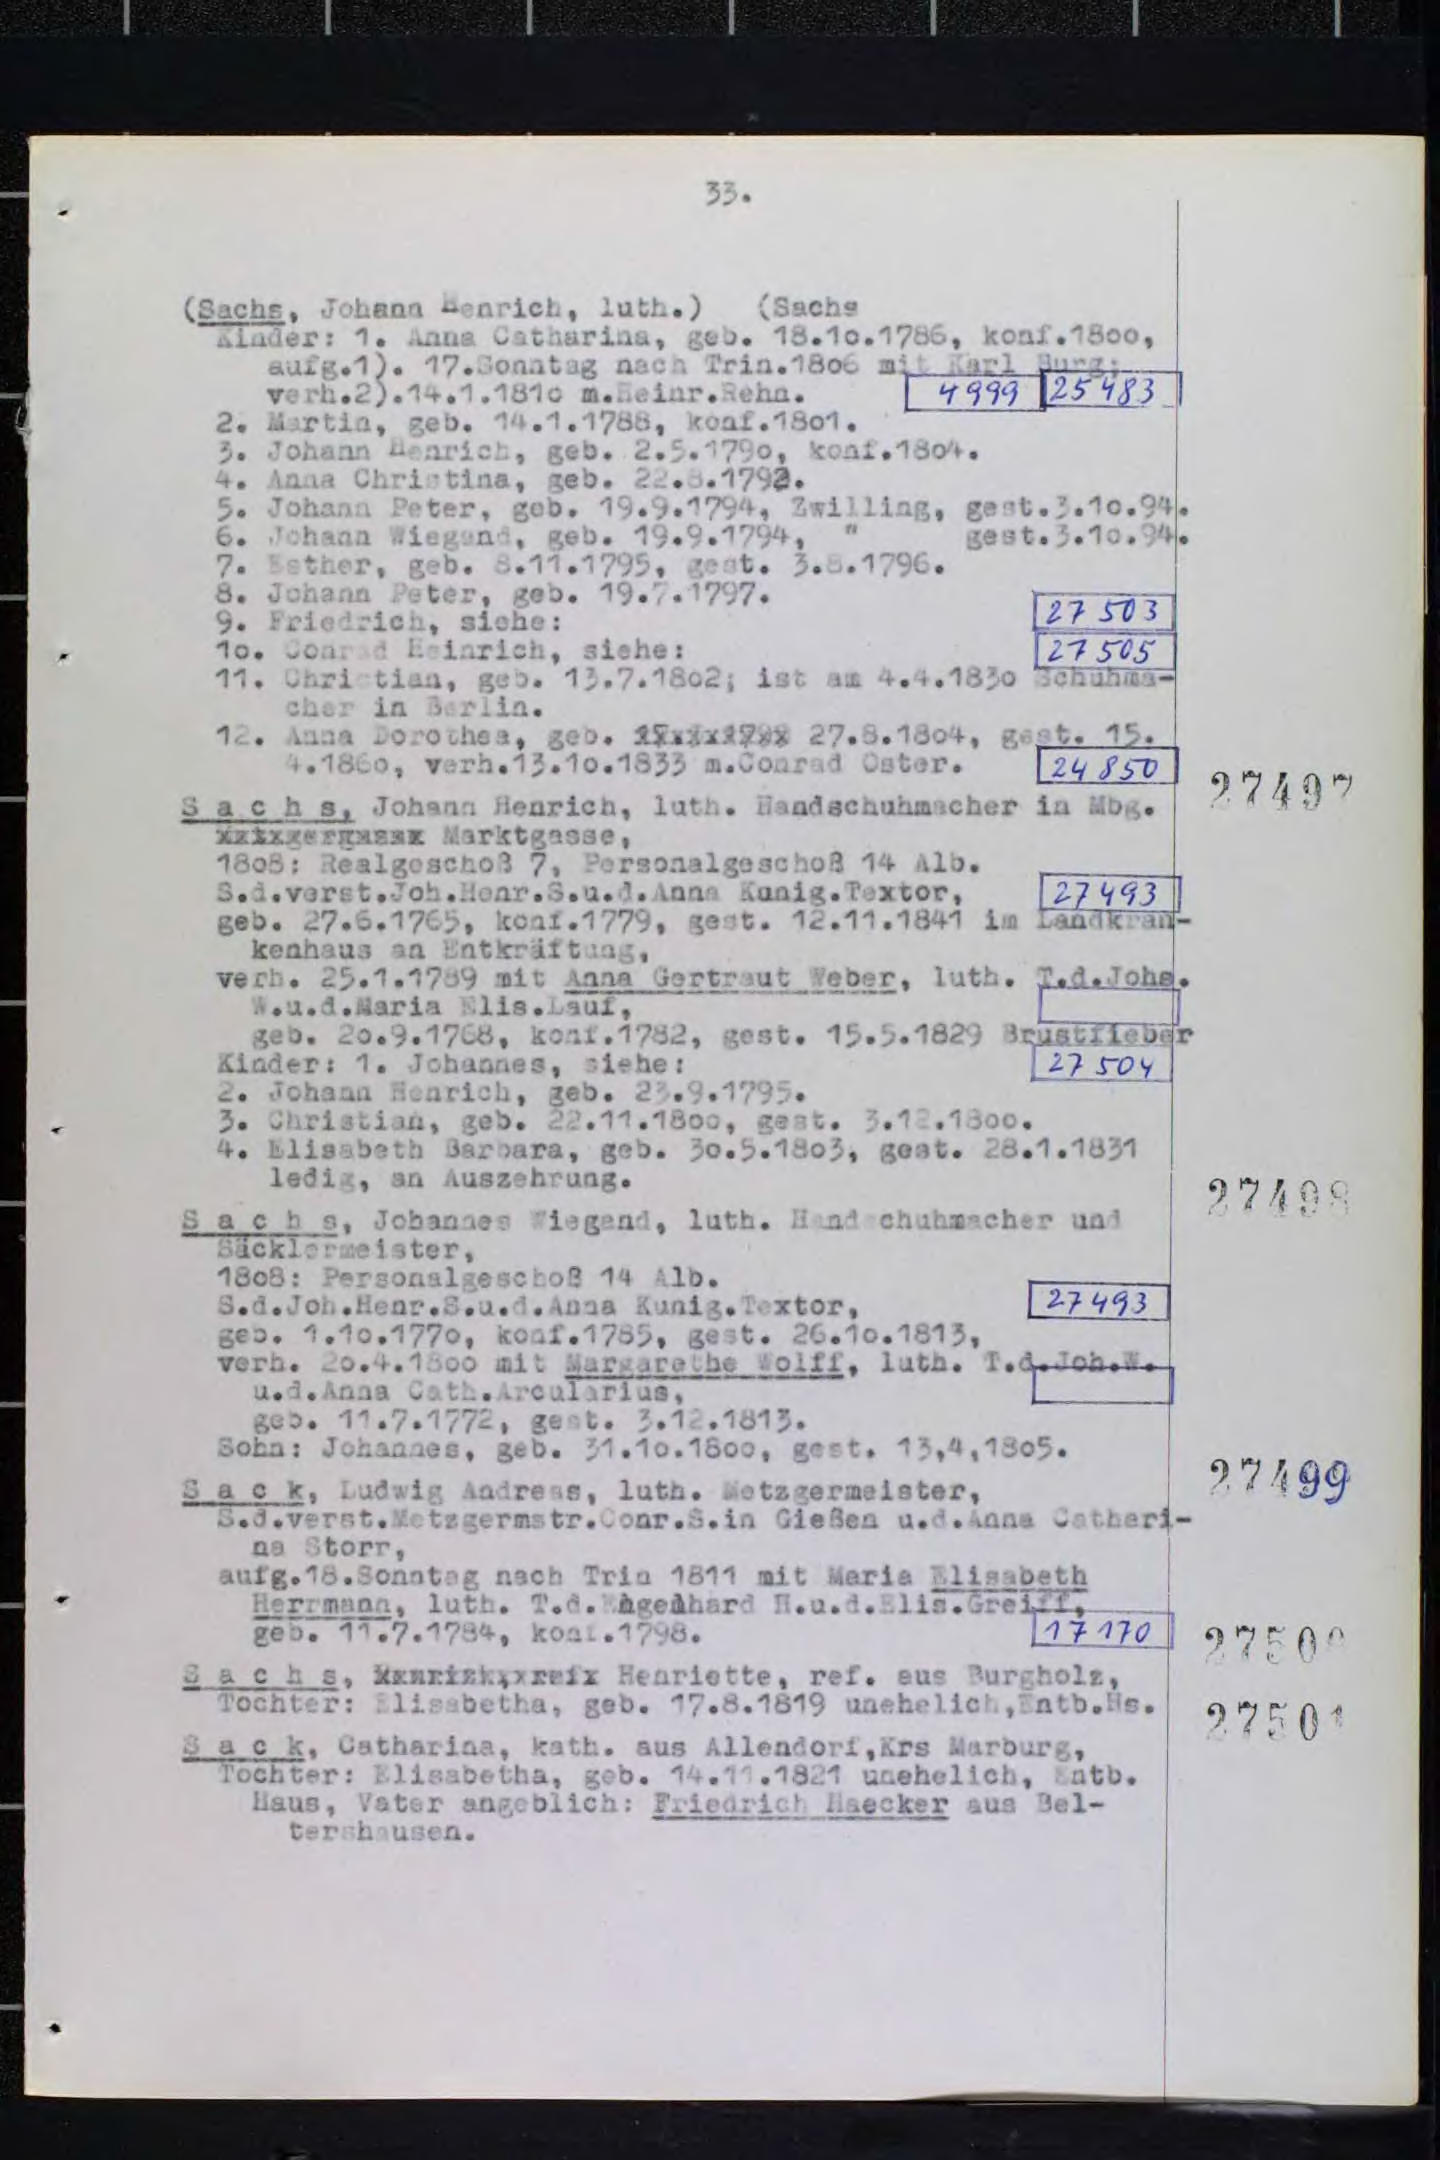 33.
(Sachs, Johann Henrich, luth.) (Sachs
Kinder: 1. Anna Catharina, geb. 18.10.1786, konf.1800,
aufg.1). 17.Sonntag nach Trin.1806 mit Karl Burg;
verh.2).14.1.1810 m.Heinr.Rehn. 4999 25483
2. Martin, geb. 14.1.1788, konf.1801.
3. Johann Henrich, geb. 2.5.1790, konf.1804.
4. Anna Christina, geb. 22.8.1792.
5. Johann Peter, geb. 19.9.1794, Zwilling, gest.3.10.94.
6. Johann Wiegand, geb. 19.9.1794, " gest.3.10.94.
7. Esther, geb. 8.11.1795, gest. 3.8.1796.
8. Johann Peter, geb. 19.7.1797.
9. Friedrich, siehe: 27503
10. Conrad Heinrich, siehe: 27505
11. Christian, geb. 13.7.1802; ist am 4.4.1830 Schuhma-
cher in Berlin.
12. Anna Dorothea, geb. 27.8.1804, gest. 15.
4.1860, verh.13.10.1833 m.Conrad Oster. 24850
27497
S a c h s, Johann Henrich, luth. Handschuhmacher in Mbg.
Marktgasse,
1808: Realgeschoß 7, Personalgeschoß 14 Alb.
S.d.verst.Joh.Henr.S.u.d.Anna Kunig.Textor, 27493
geb. 27.6.1765, konf.1779, gest. 12.11.1841 im Landkran-
kenhaus an Entkräftung,
verh. 25.1.1789 mit Anna Gertraut Weber, luth. T.d.Johs.
W.u.d.Maria Elis.Lauf,
geb. 20.9.1768, konf.1782, gest. 15.5.1829 Brustfieber
Kinder: 1. Johannes, siehe: 27504
2. Johann Henrich, geb. 23.9.1795.
3. Christian, geb. 22.11.1800, gest. 3.12.1800.
4. Elisabeth Barbara, geb. 30.5.1803, gest. 28.1.1831
ledig, an Auszehrung.
27498
S a c h s, Johannes Wiegand, luth. Handschuhmacher und
Säcklermeister,
1808: Personalgeschoß 14 Alb.
S.d.Joh.Henr.S.u.d.Anna Kunig.Textor, 27493
geb. 1.10.1770, konf.1785, gest. 26.10.1813,
verh. 20.4.1800 mit Margarethe Wolff, luth. T.d.Joh.W.
u.d.Anna Cath.Arcularius,
geb. 11.7.1772, gest. 3.12.1813.
Sohn: Johannes, geb. 31.10.1800, gest. 13,4,1805.
27499
S a c k, Ludwig Andreas, luth. Metzgermeister,
S.d.verst.Metzgermstr.Conr.S.in Gießen u.d.Anna Cathari-
na Storr,
aufg.18.Sonntag nach Trin 1811 mit Maria Elisabeth
Herrmann, luth. T.d.Engelhard H.u.d.Elis.Greiff,
geb. 11.7.1784, konf.1798. 17170
27500
S a c h s, Henriette, ref. aus Burgholz,
Tochter: Elisabetha, geb. 17.8.1819 unehelich,Entb.Hs.
27501
S a c k, Catharina, kath. aus Allendorf,Krs Marburg,
Tochter: Elisabetha, geb. 14.11.1821 unehelich, Entb.
Haus, Vater angeblich: Friedrich Haecker aus Bel-
tershausen.